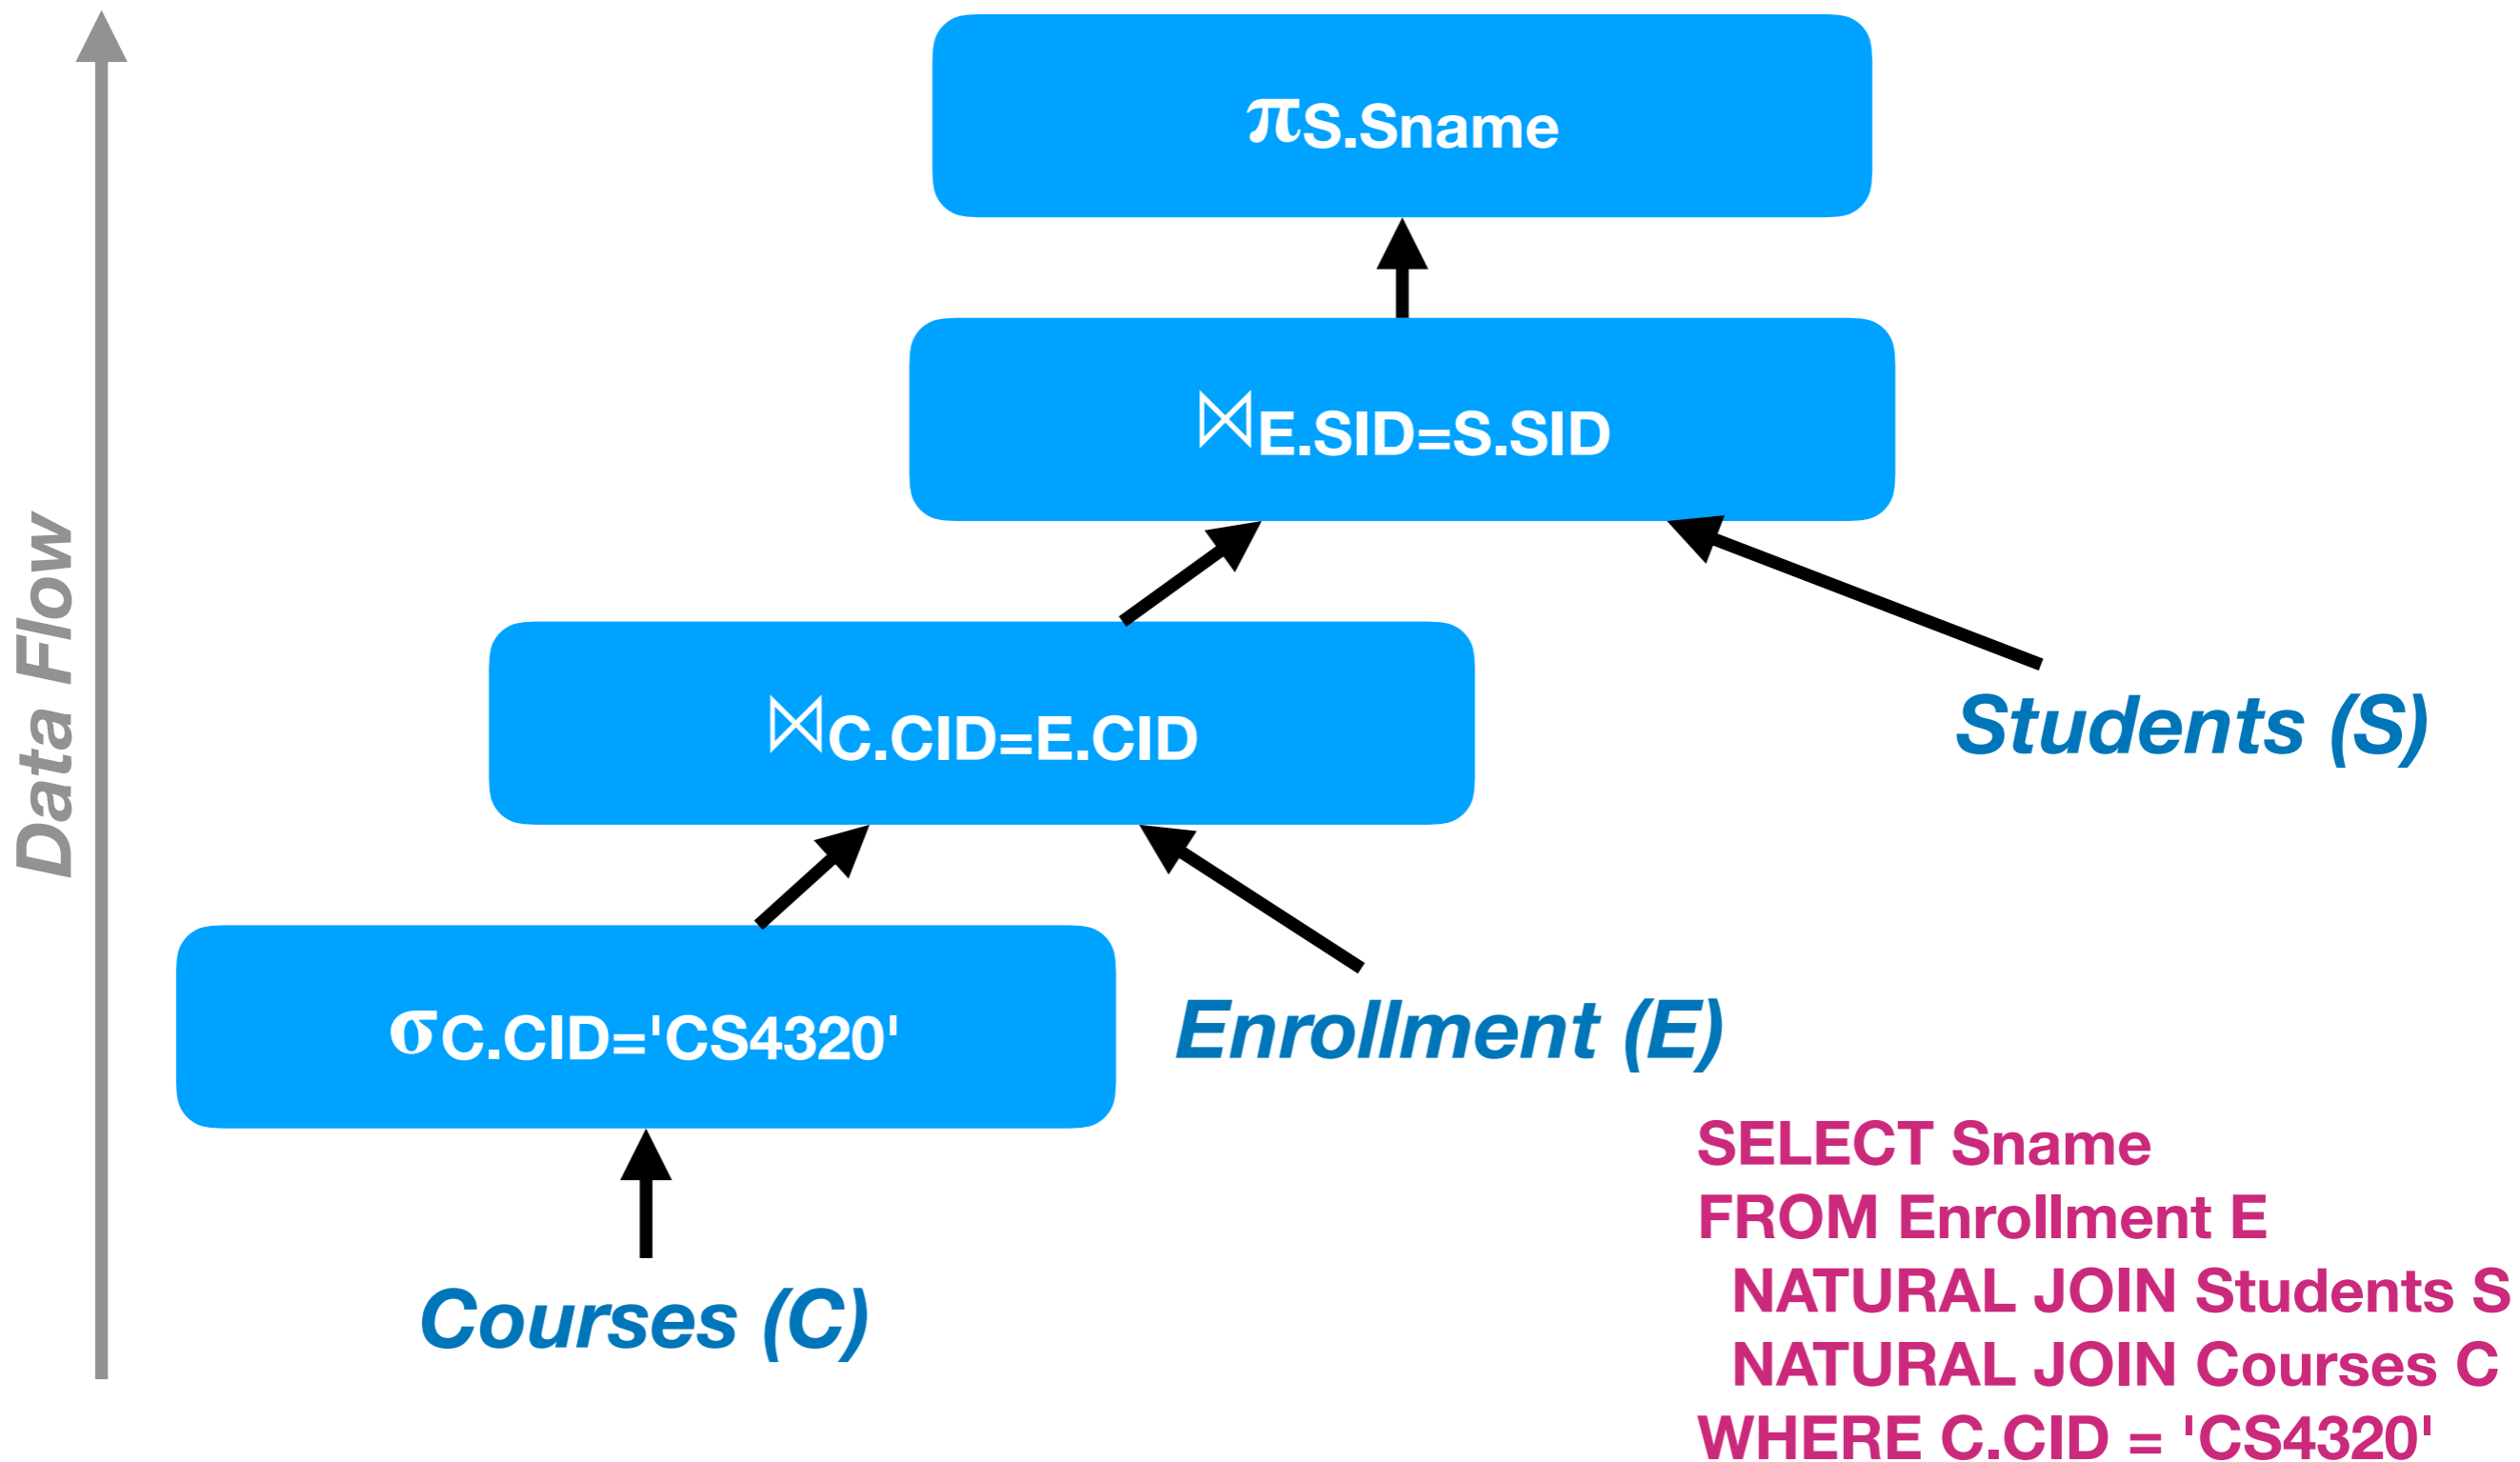 πS.Sname
⋈E.SID=S.SID
⋈C.CID=E.CID
Students (S)
Data Flow
σC.CID='CS4320'
Enrollment (E)
Courses (C)
SELECT Sname
FROM Enrollment E
NATURAL JOIN Students S
NATURAL JOIN Courses C
WHERE C.CID = 'CS4320'